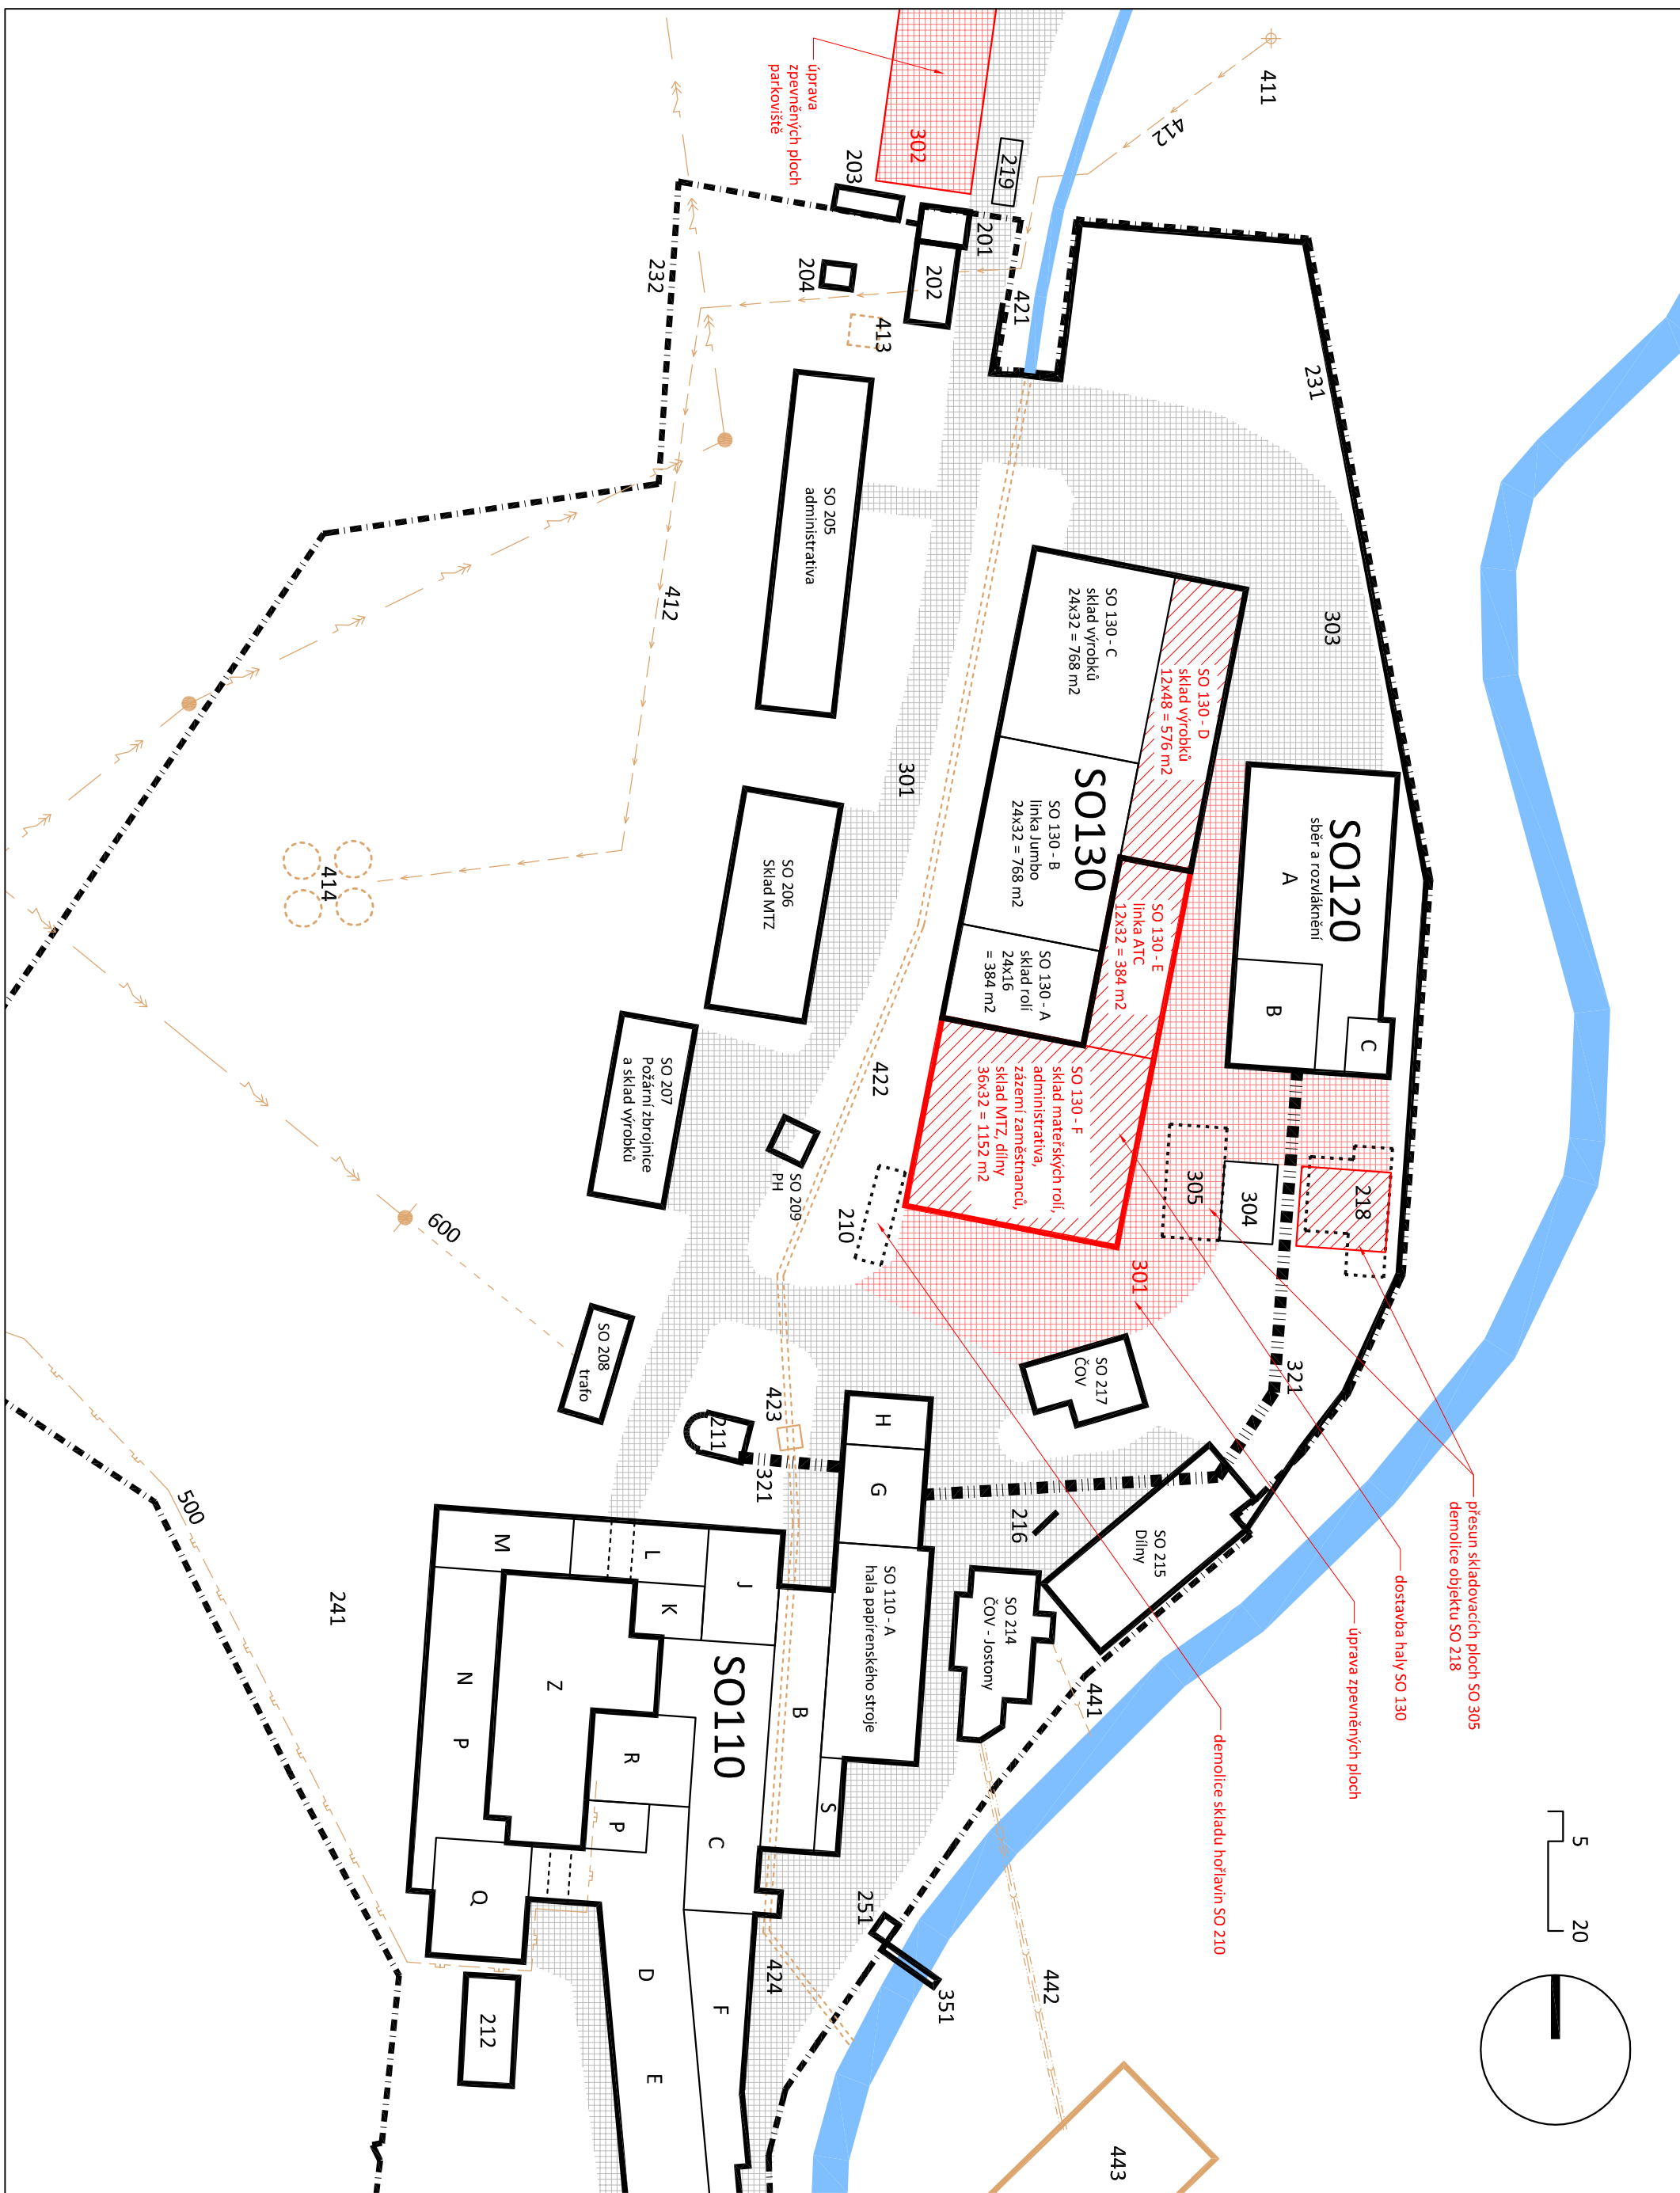 411
412
úprava
zpevněných ploch
parkoviště
302
219
203
201
202
204
232
421
413
231
SO 205
administrativa
412
303
SO 130 - C
sklad výrobků
24x32 = 768 m2
SO 130 - D
sklad výrobků
12x48 = 576 m2
SO130
SO 130 - B
linka Jumbo
24x32 = 768 m2
301
SO120
sběr a rozvláknění
A
B
C
SO 206
Sklad MTZ
414
SO 130 - E
linka ATC
12x32 = 384 m2
SO 130 - A
sklad rolí
24x16
= 384 m2
SO 207
Požární zbrojnice
a sklad výrobků
422
SO 130 - F
sklad mateřských rolí,
administrativa,
zázemí zaměstnanců,
sklad MTZ, dílny
36x32 = 1152 m2
305
304
218
SO 209
PH
210
600
301
SO 208
trafo
SO 217
ČOV
321
423
211
321
H
G
216
SO 215
Dílny
SO 214
ČOV - Jostony
SO 110 - A
hala papírenského stroje
500
241
M
L
J
K
N
P
Z
SO110
B
R
P
C
S
Q
D
E
F
212
251
351
424
441
442
443
přesun skladovacích ploch SO 305
demolice objektu SO 218
dostavba haly SO 130
úprava zpevněných ploch
demolice skladu hořlavin SO 210
5
20